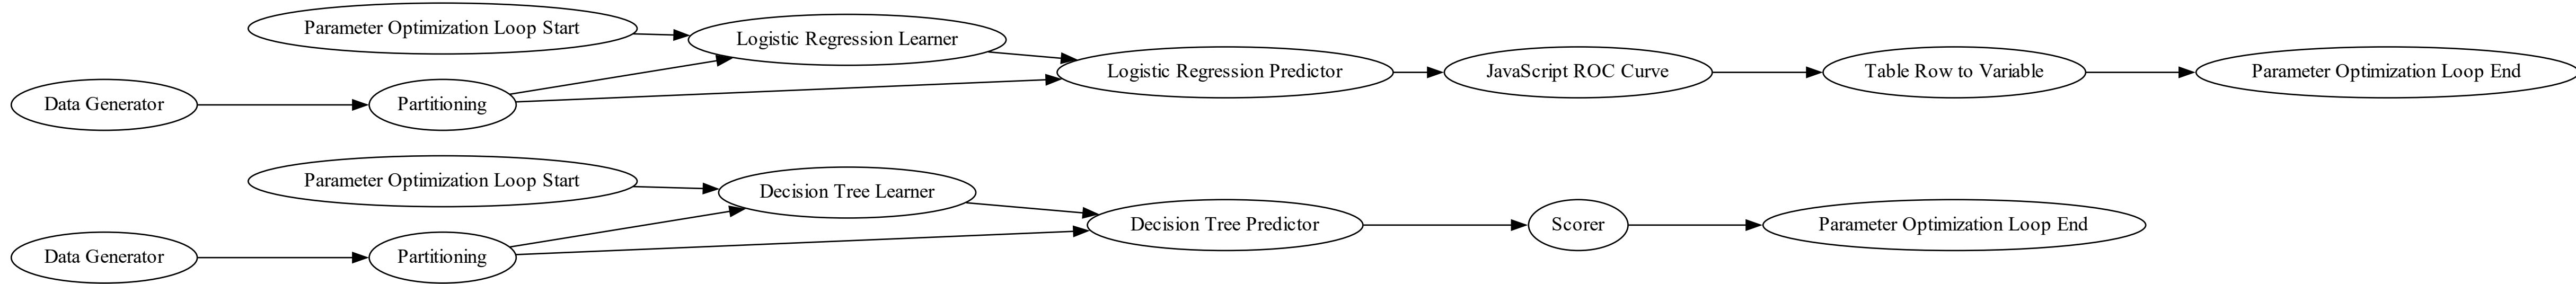 Parameter Optimization Loop Start
Logistic Regression Learner
Data Generator
Partitioning
Logistic Regression Predictor
JavaScript ROC Curve
Table Row to Variable
Parameter Optimization Loop End
Parameter Optimization Loop Start
Decision Tree Learner
Data Generator
Partitioning
Decision Tree Predictor
Scorer
Parameter Optimization Loop End